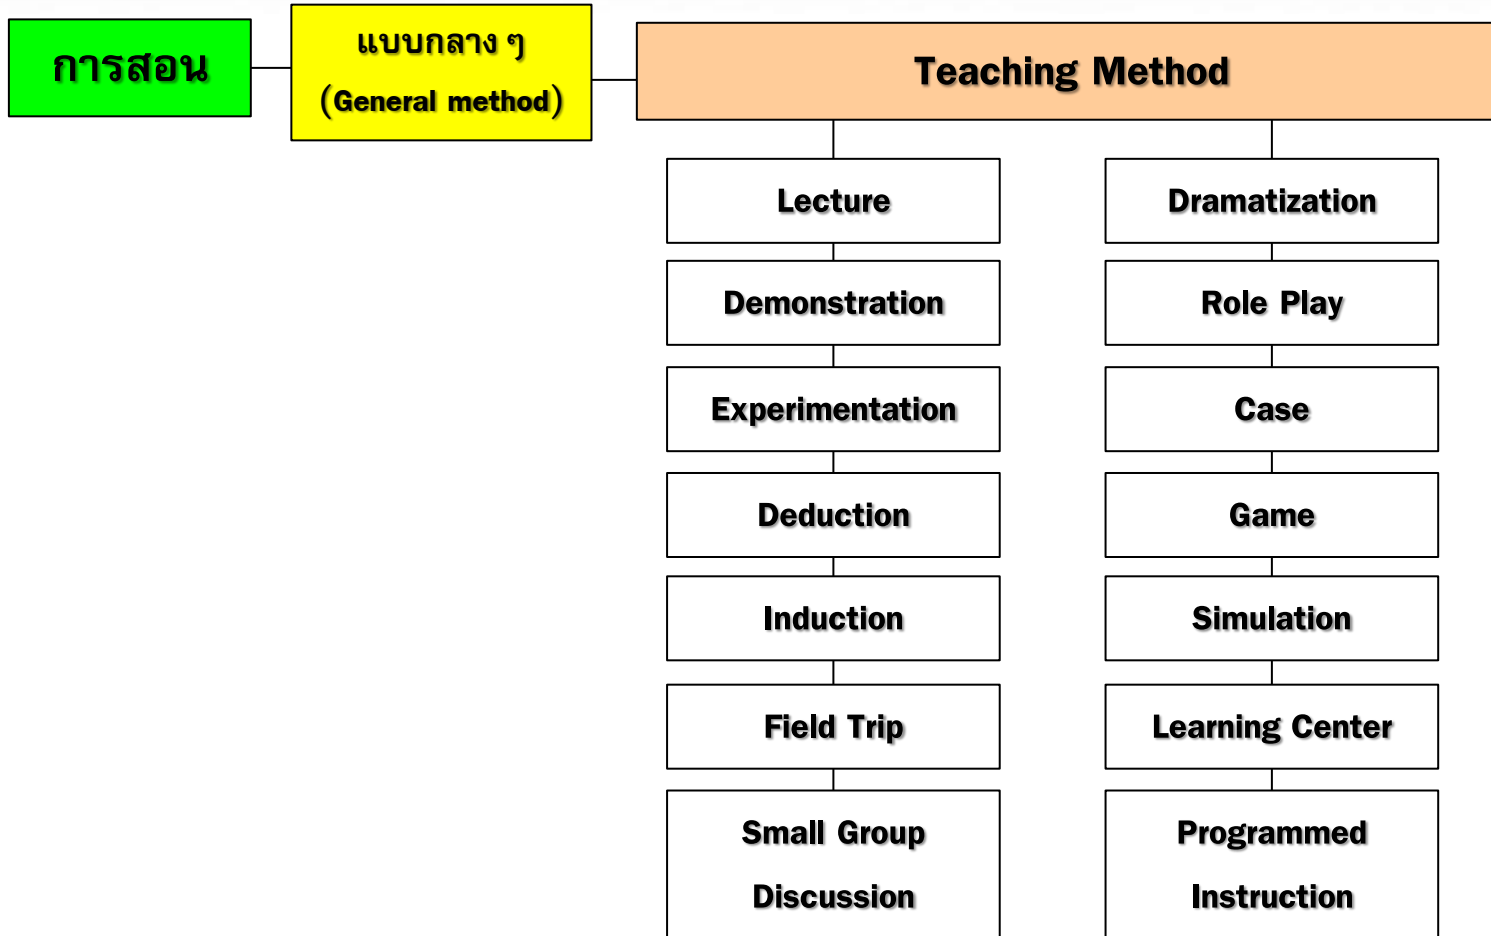 การสอน
แบบกลาง ๆ
(General method)
Teaching Method
Lecture
Demonstration
Experimentation
Deduction
Induction
Field Trip
Small Group
Discussion
Dramatization
Role Play
Case
Game
Simulation
Learning Center
Programmed
Instruction